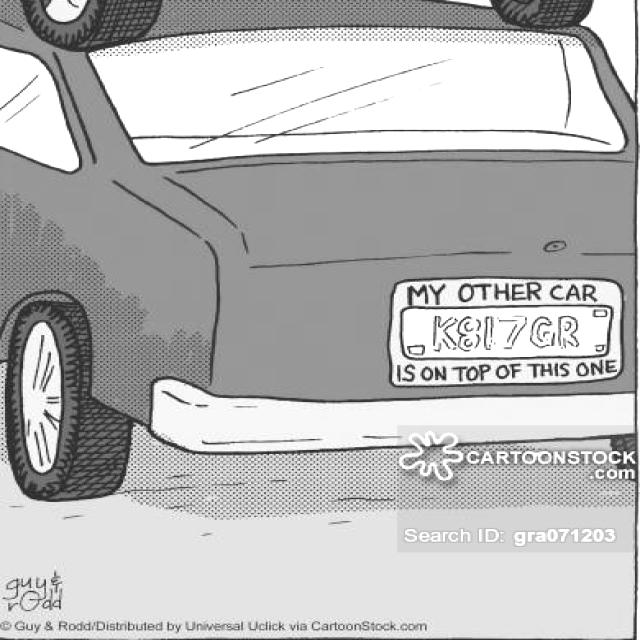 MY OTHER CAR
K817GR
IS ON TOP OF THIS ONE
CARTOONSTOCK
.com
Search ID: gra071203
guy &
rodd
© Guy & Rodd/Distributed by Universal Uclick via CartoonStock.com